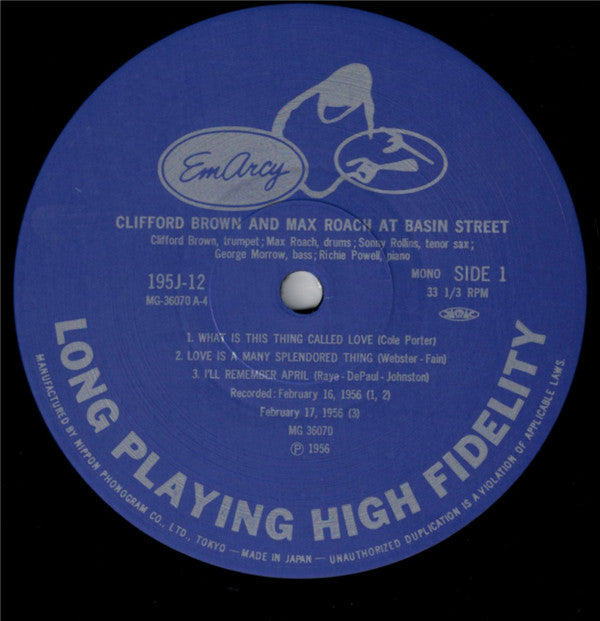 EmArcy
CLIFFORD BROWN AND MAX ROACH AT BASIN STREET
Clifford Brown, trumpet; Max Roach, drums; Sonny Rollins, tenor sax;
George Morrow, bass; Richie Powell, piano
195J-12
MG-36070 A-4
MONO SIDE 1
33 1/3 RPM
1. WHAT IS THIS THING CALLED LOVE (Cole Porter)
2. LOVE IS A MANY SPLENDORED THING (Webster - Fain)
3. I'LL REMEMBER APRIL (Raye - DePaul - Johnston)
Recorded: February 16, 1956 (1, 2)
February 17, 1956 (3)
MG 36070
Ⓟ 1956
LONG PLAYING HIGH FIDELITY
MANUFACTURED BY NIPPON PHONOGRAM CO., LTD., TOKYO — MADE IN JAPAN — UNAUTHORIZED DUPLICATION IS A VIOLATION OF APPLICABLE LAWS.